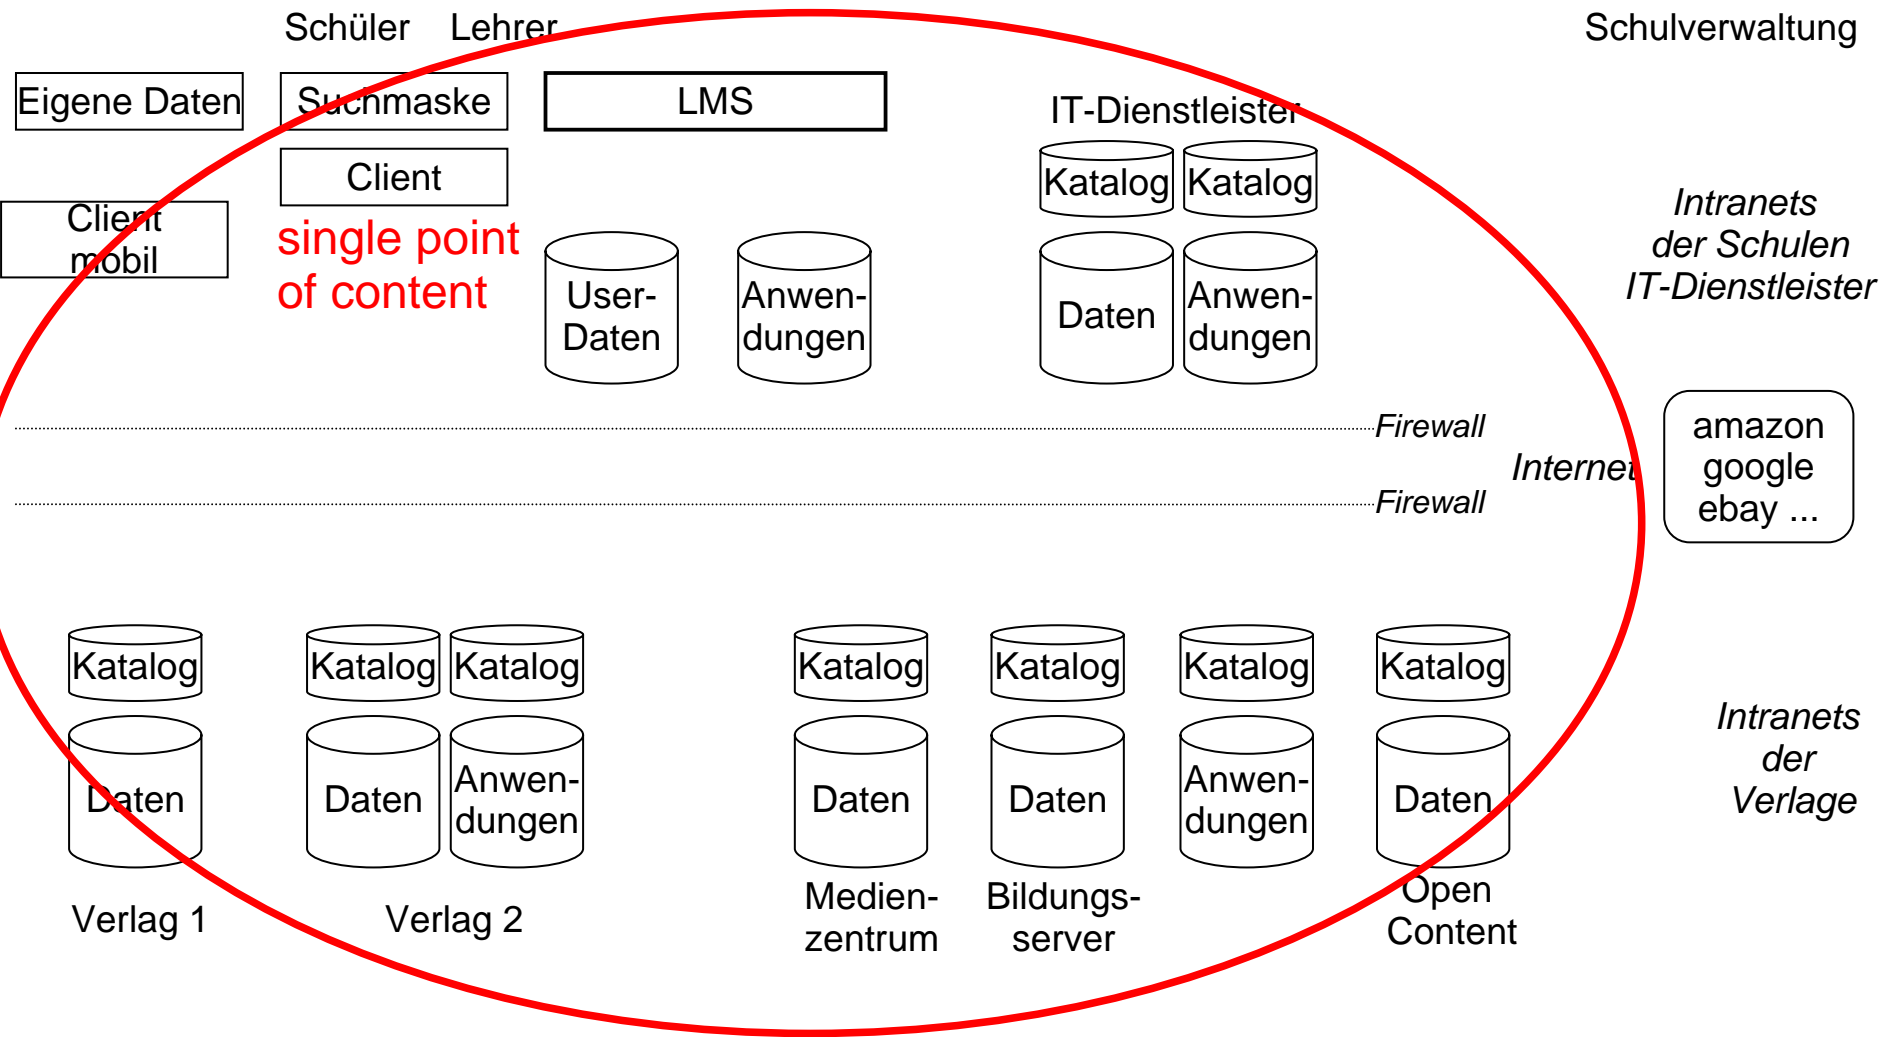 Schüler Lehrer
Schulverwaltung
Eigene Daten
Suchmaske
LMS
IT-Dienstleister
Client
Katalog Katalog
Client
mobil
single point
of content
Intranets
der Schulen
IT-Dienstleister
User-
Daten
Anwen-
dungen
Daten
Anwen-
dungen
Firewall
Internet
Firewall
amazon
google
ebay ...
Katalog
Katalog Katalog
Katalog
Katalog
Katalog
Katalog
Daten
Daten
Anwen-
dungen
Daten
Daten
Anwen-
dungen
Daten
Intranets
der
Verlage
Verlag 1
Verlag 2
Medien-
zentrum
Bildungs-
server
Open
Content